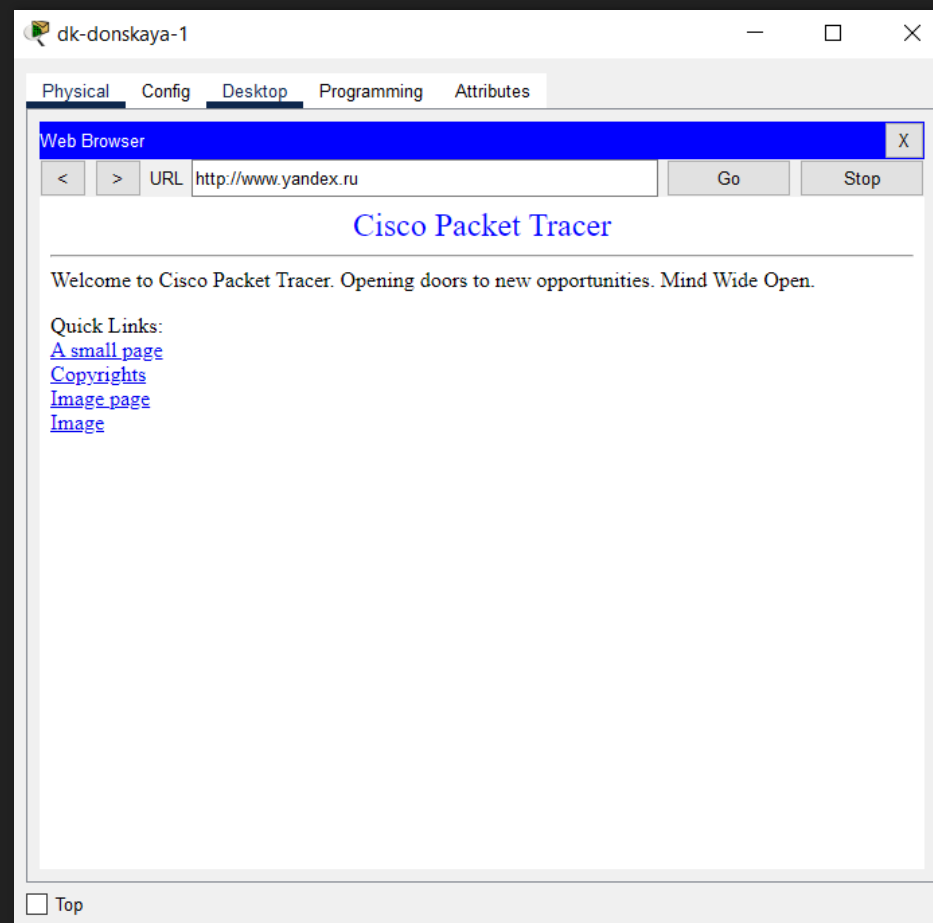 dk-donskaya-1
Physical Config Desktop Programming Attributes
Web Browser X
< > URL http://www.yandex.ru Go Stop
Cisco Packet Tracer
Welcome to Cisco Packet Tracer. Opening doors to new opportunities. Mind Wide Open.
Quick Links:
A small page
Copyrights
Image page
Image
Top